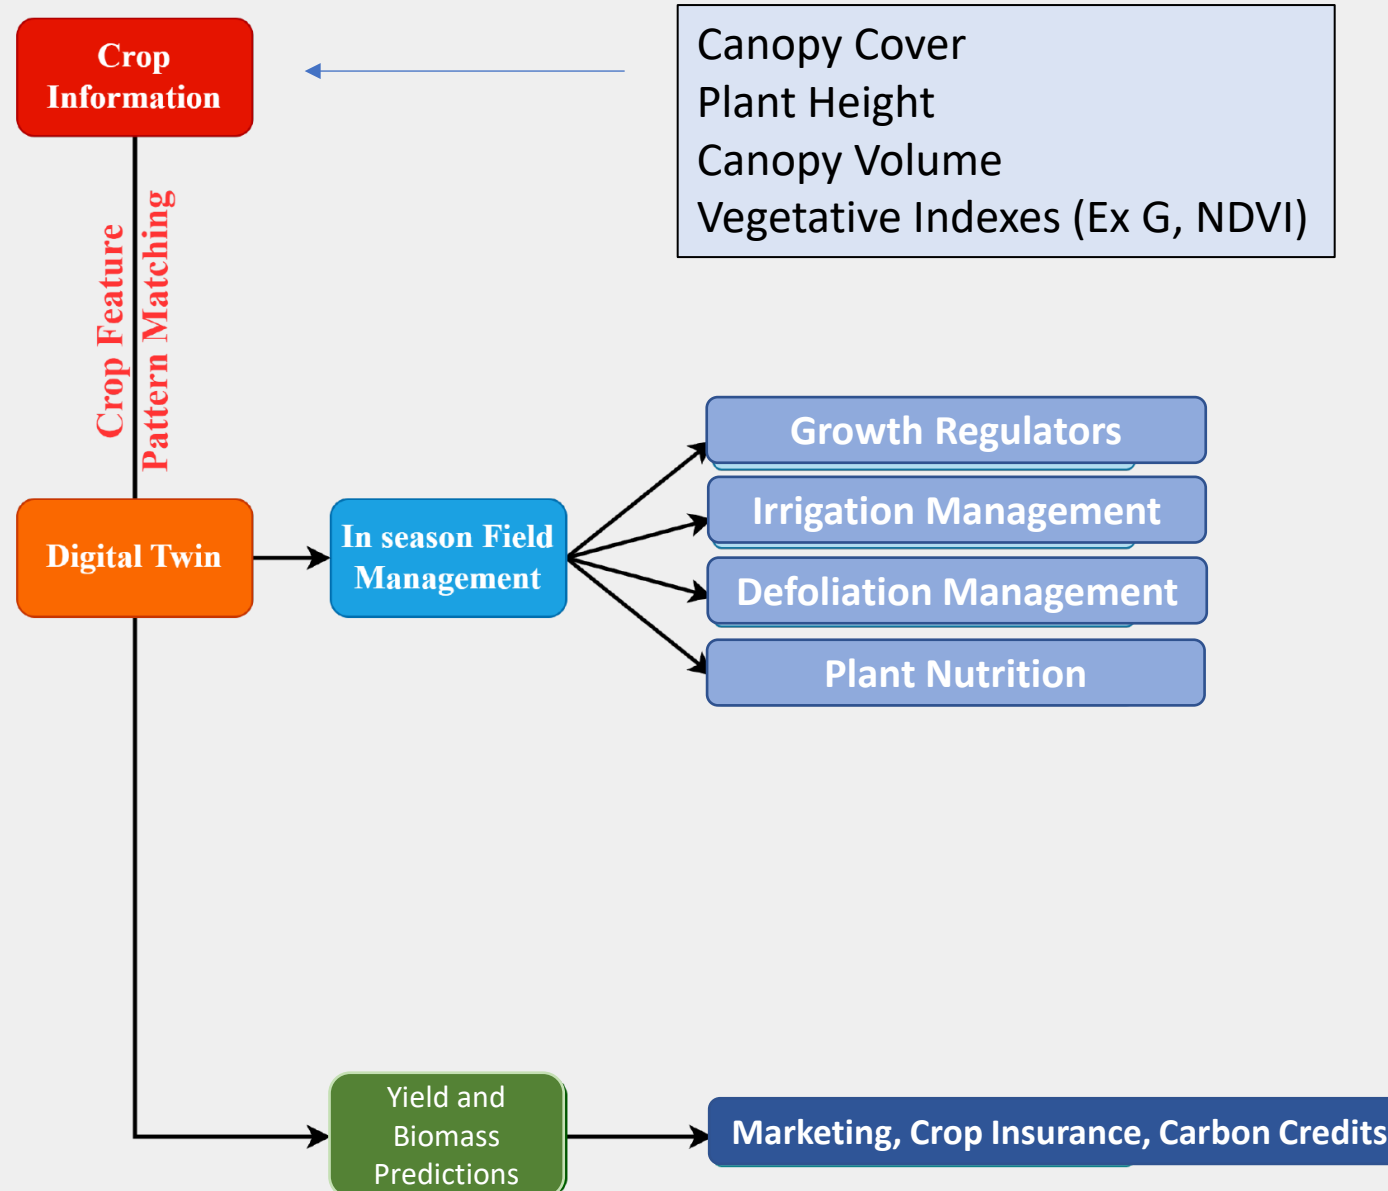 Crop
Information
Canopy Cover
Plant Height
Canopy Volume
Vegetative Indexes (Ex G, NDVI)
Crop Feature
Pattern Matching
Digital Twin
In season Field
Management
Growth Regulators
Irrigation Management
Defoliation Management
Plant Nutrition
Yield and
Biomass
Predictions
Marketing, Crop Insurance, Carbon Credits